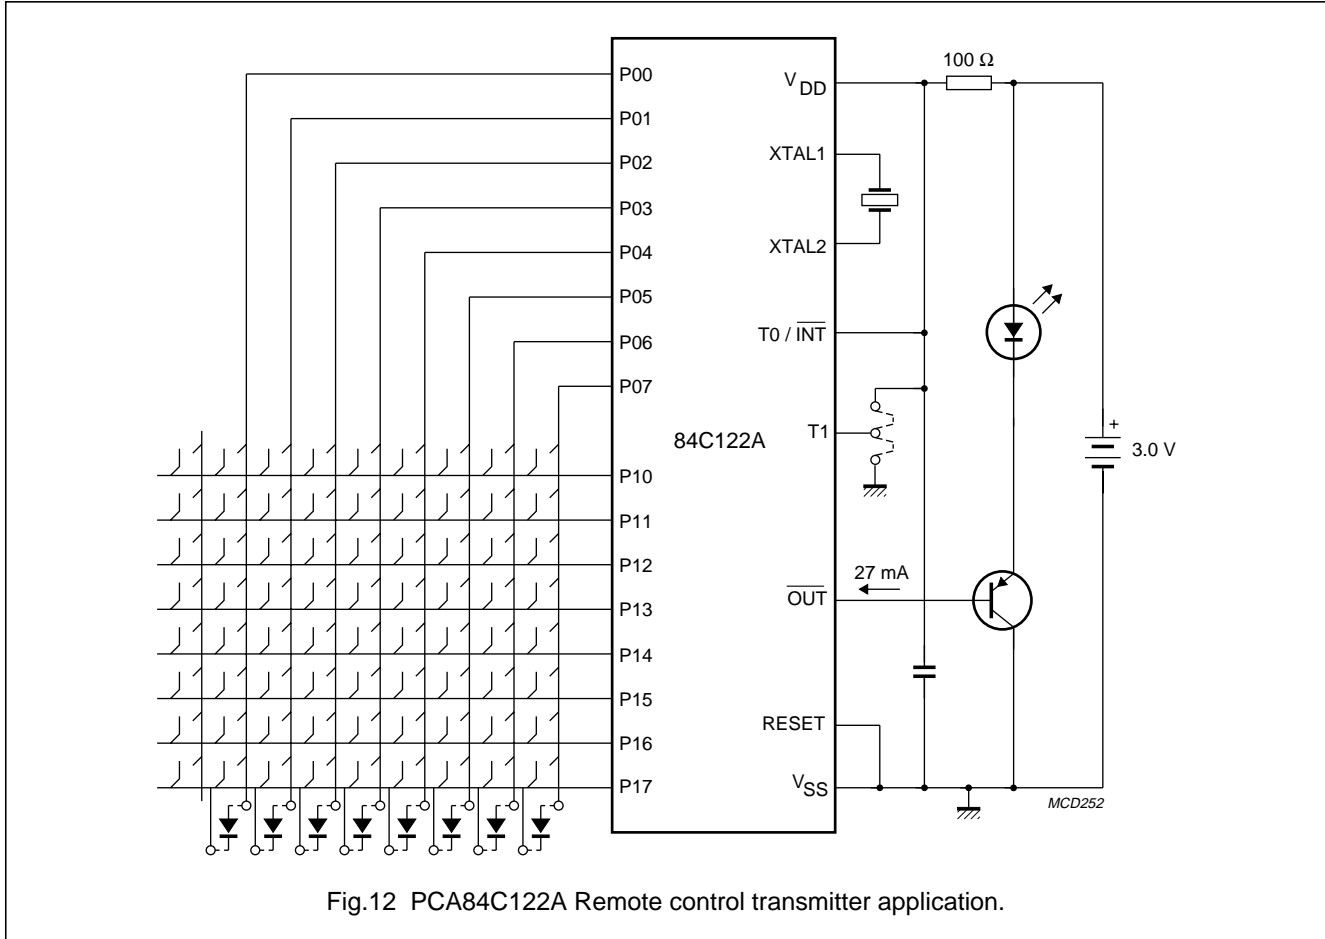 100 Ω
P00
P01
P02
P03
P04
P05
P06
P07
P10
P11
P12
P13
P14
P15
P16
P17
84C122A
VDD
XTAL1
XTAL2
T0 / INT
T1
OUT
RESET
VSS
27 mA
+
3.0 V
MCD252
Fig.12 PCA84C122A Remote control transmitter application.